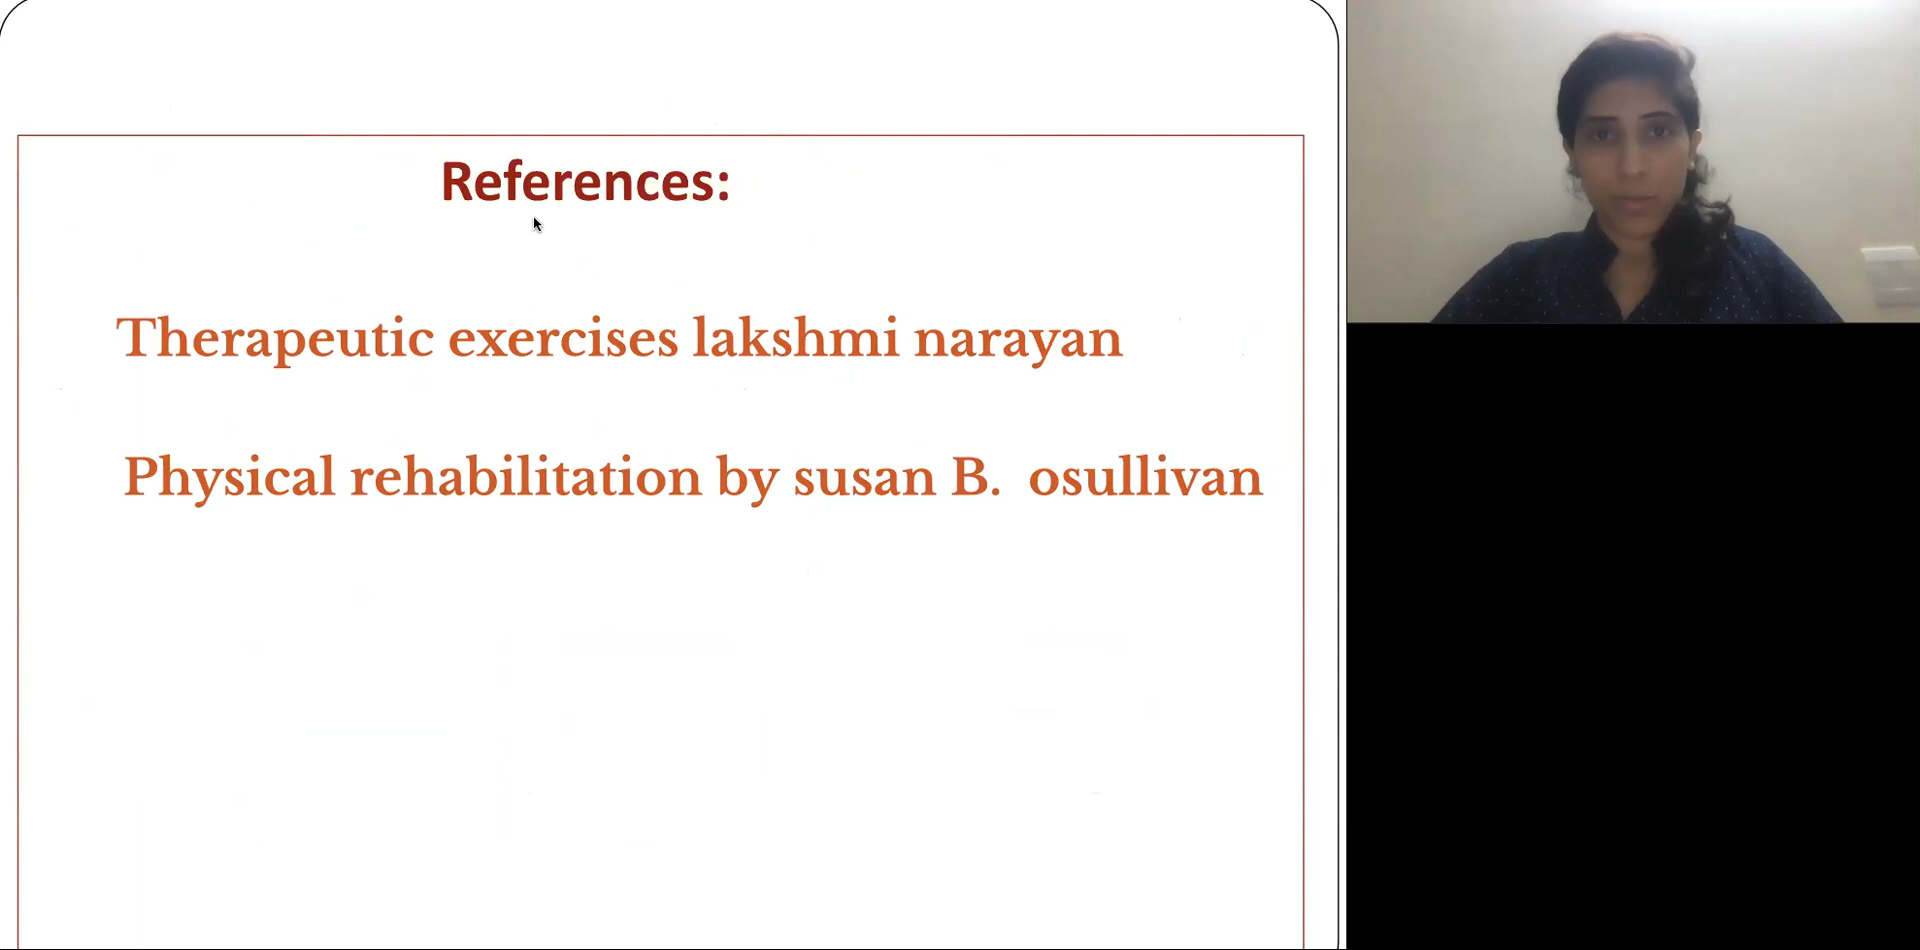 References:
Therapeutic exercises lakshmi narayan
Physical rehabilitation by susan B. osullivan